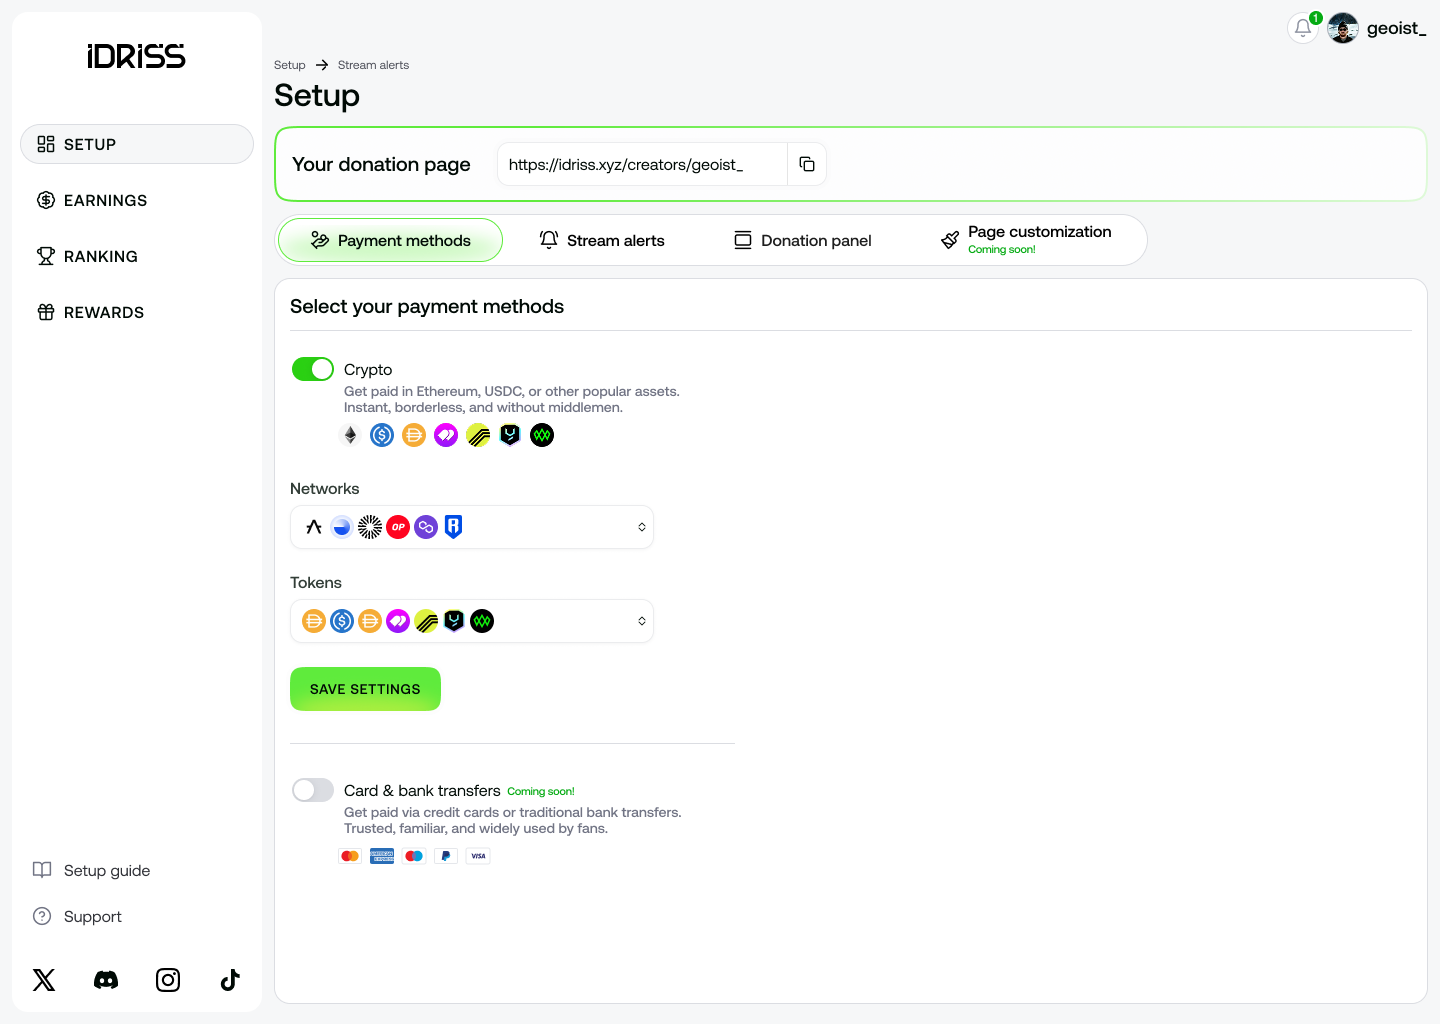 IDRISS
1
geoist_
Setup → Stream alerts
Setup
SETUP
EARNINGS
RANKING
REWARDS
Your donation page
https://idriss.xyz/creators/geoist_
Payment methods
Stream alerts
Donation panel
Page customization
Coming soon!
Select your payment methods
Crypto
Get paid in Ethereum, USDC, or other popular assets.
Instant, borderless, and without middlemen.
Networks
OP
Tokens
SAVE SETTINGS
Card & bank transfers Coming soon!
Get paid via credit cards or traditional bank transfers.
Trusted, familiar, and widely used by fans.
AMERICAN EXPRESS
VISA
Setup guide
Support